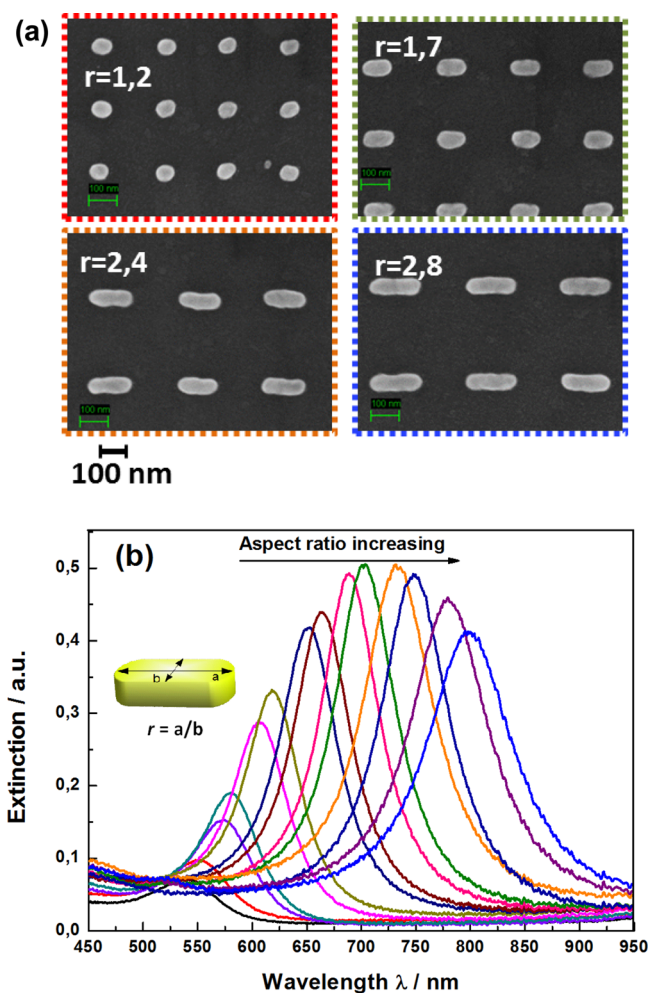 (a)
r=1,2
100 nm
r=1,7
100 nm
r=2,4
100 nm
r=2,8
100 nm
100 nm
(b)
Aspect ratio increasing
0,5
0,4
0,3
0,2
0,1
0,0
Extinction / a.u.
b
a
r = a/b
450 500 550 600 650 700 750 800 850 900 950
Wavelength λ / nm